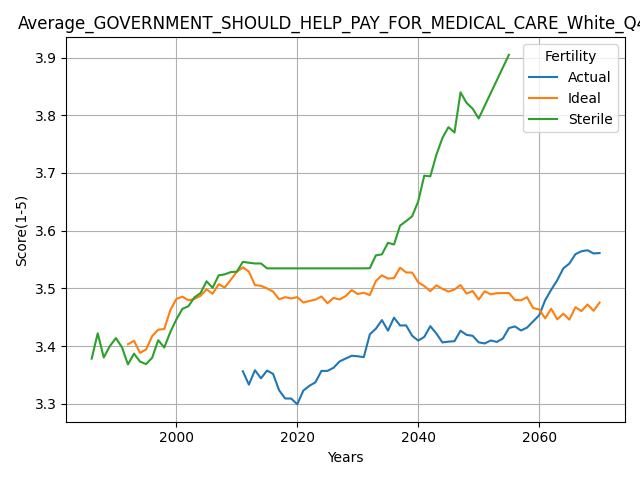 Average_GOVERNMENT_SHOULD_HELP_PAY_FOR_MEDICAL_CARE_White_Q4
Fertility
Actual
Ideal
Sterile
Score(1-5)
3.9
3.8
3.7
3.6
3.5
3.4
3.3
2000 2020 2040 2060
Years